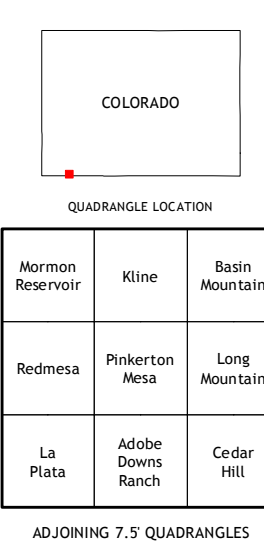 COLORADO
QUADRANGLE LOCATION
Mormon
Reservoir
Kline
Basin
Mountain
Redmesa
Pinkerton
Mesa
Long
Mountain
La
Plata
Adobe
Downs
Ranch
Cedar
Hill
ADJOINING 7.5' QUADRANGLES